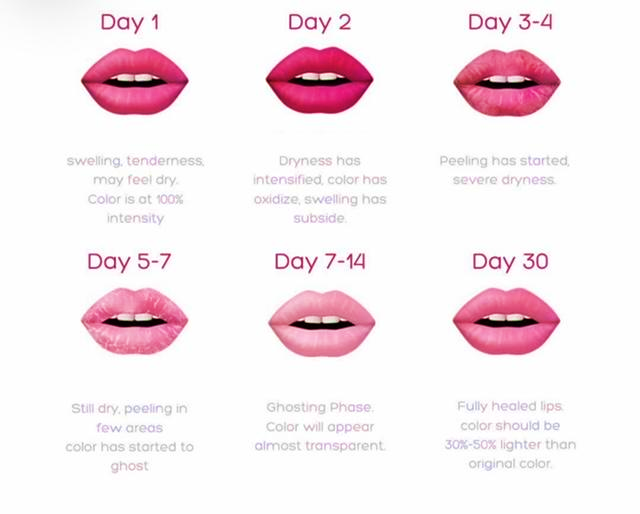 Day 1
swelling, tenderness,
may feel dry.
Color is at 100%
intensity
Day 2
Dryness has
intensified, color has
oxidize, swelling has
subside.
Day 3-4
Peeling has started,
severe dryness.
Day 5-7
Still dry, peeling in
few areas
color has started to
ghost
Day 7-14
Ghosting Phase.
Color will appear
almost transparent.
Day 30
Fully healed lips.
color should be
30%-50% lighter than
original color.